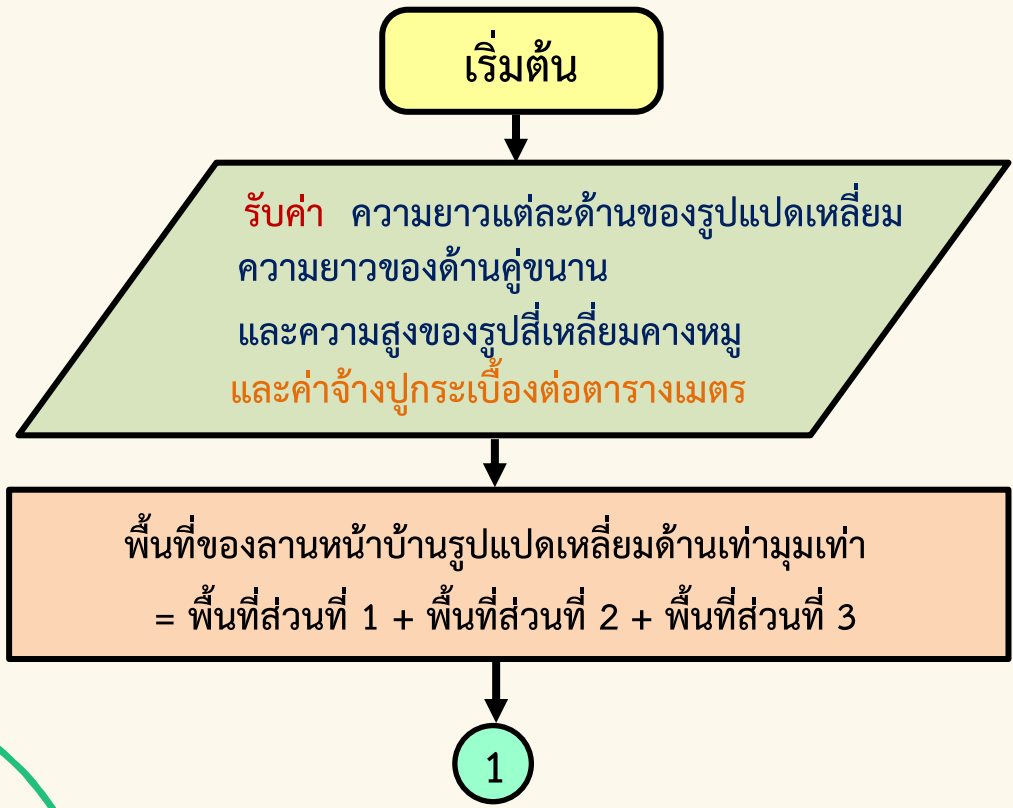 เริ่มต้น
รับค่า ความยาวแต่ละด้านของรูปแปดเหลี่ยม
ความยาวของด้านคู่ขนาน
และความสูงของรูปสี่เหลี่ยมคางหมู
และค่าจ้างปูกระเบื้องต่อตารางเมตร
พื้นที่ของลานหน้าบ้านรูปแปดเหลี่ยมด้านเท่ามุมเท่า
= พื้นที่ส่วนที่ 1 + พื้นที่ส่วนที่ 2 + พื้นที่ส่วนที่ 3
1